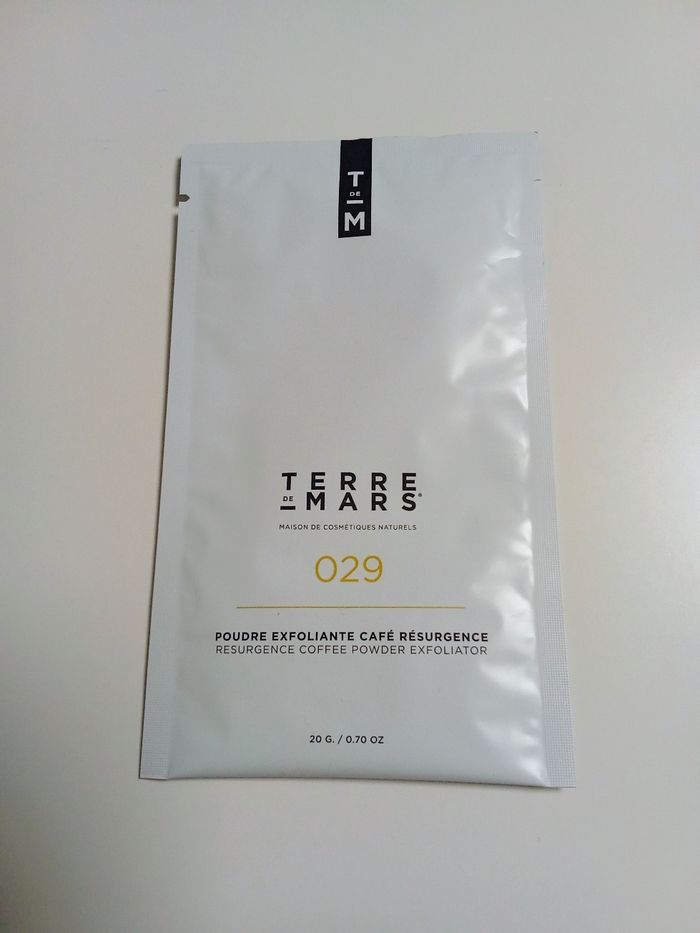 T
DE
M
TERRE
DE MARS®
MAISON DE COSMÉTIQUES NATURELS
029
POUDRE EXFOLIANTE CAFÉ RÉSURGENCE
RESURGENCE COFFEE POWDER EXFOLIATOR
20 G. / 0.70 OZ